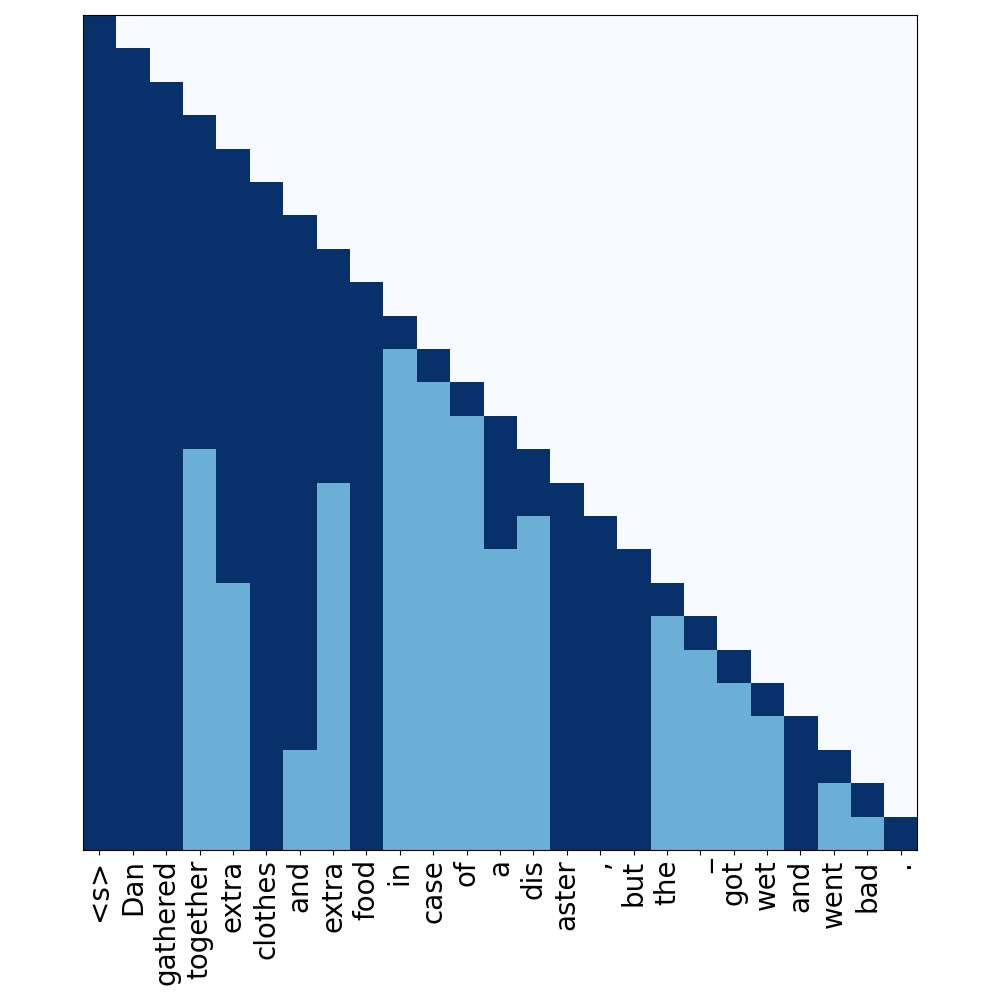 <s> Dan gathered together extra clothes and extra food in case of a dis aster , but the _ got wet and went bad .